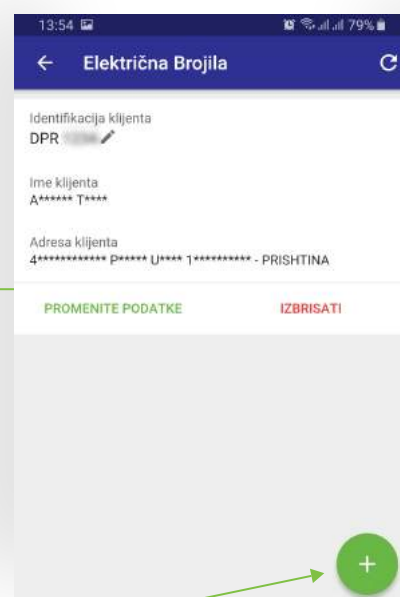 13:54 79%
Električna Brojila
Identifikacija klijenta
DPR
Ime klijenta
A****** T****
Adresa klijenta
4************ P***** U**** 1********** - PRISHTINA
PROMENITE PODATKE IZBRISATI
+